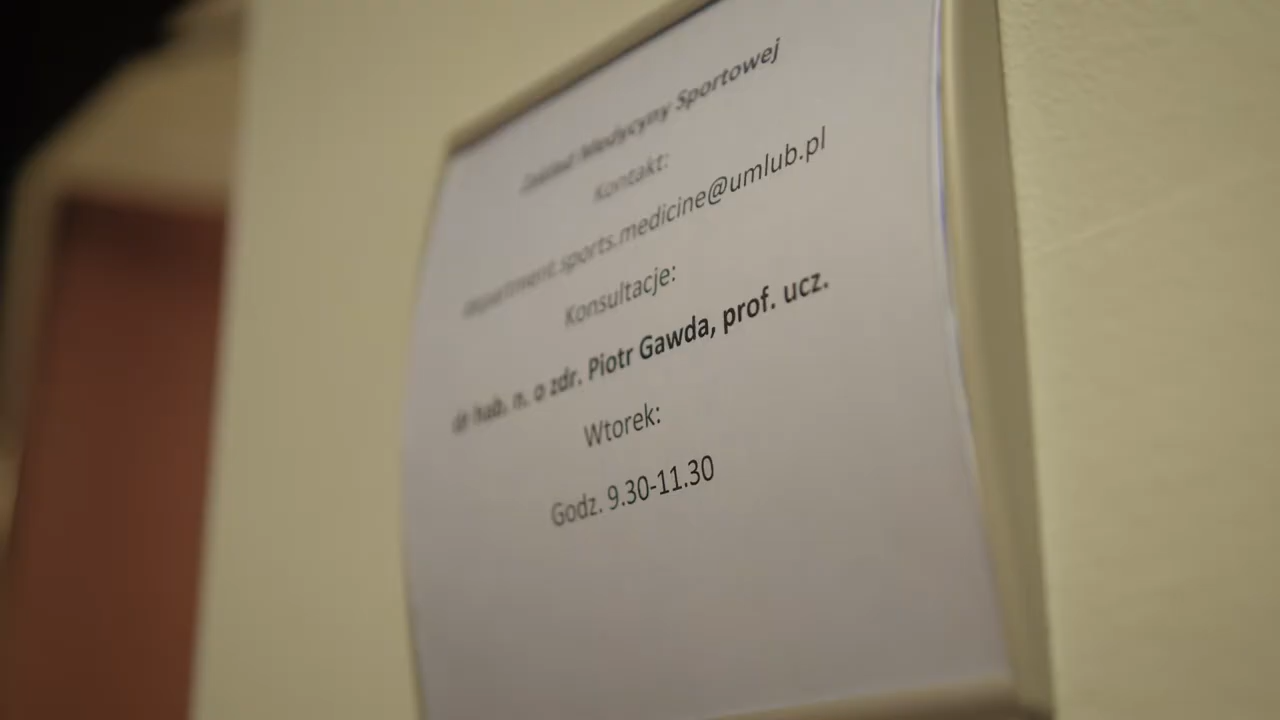 Zakład Medycyny Sportowej
Kontakt:
department.sports.medicine@umlub.pl
Konsultacje:
dr hab. n. o zdr. Piotr Gawda, prof. ucz.
Wtorek:
Godz. 9.30-11.30